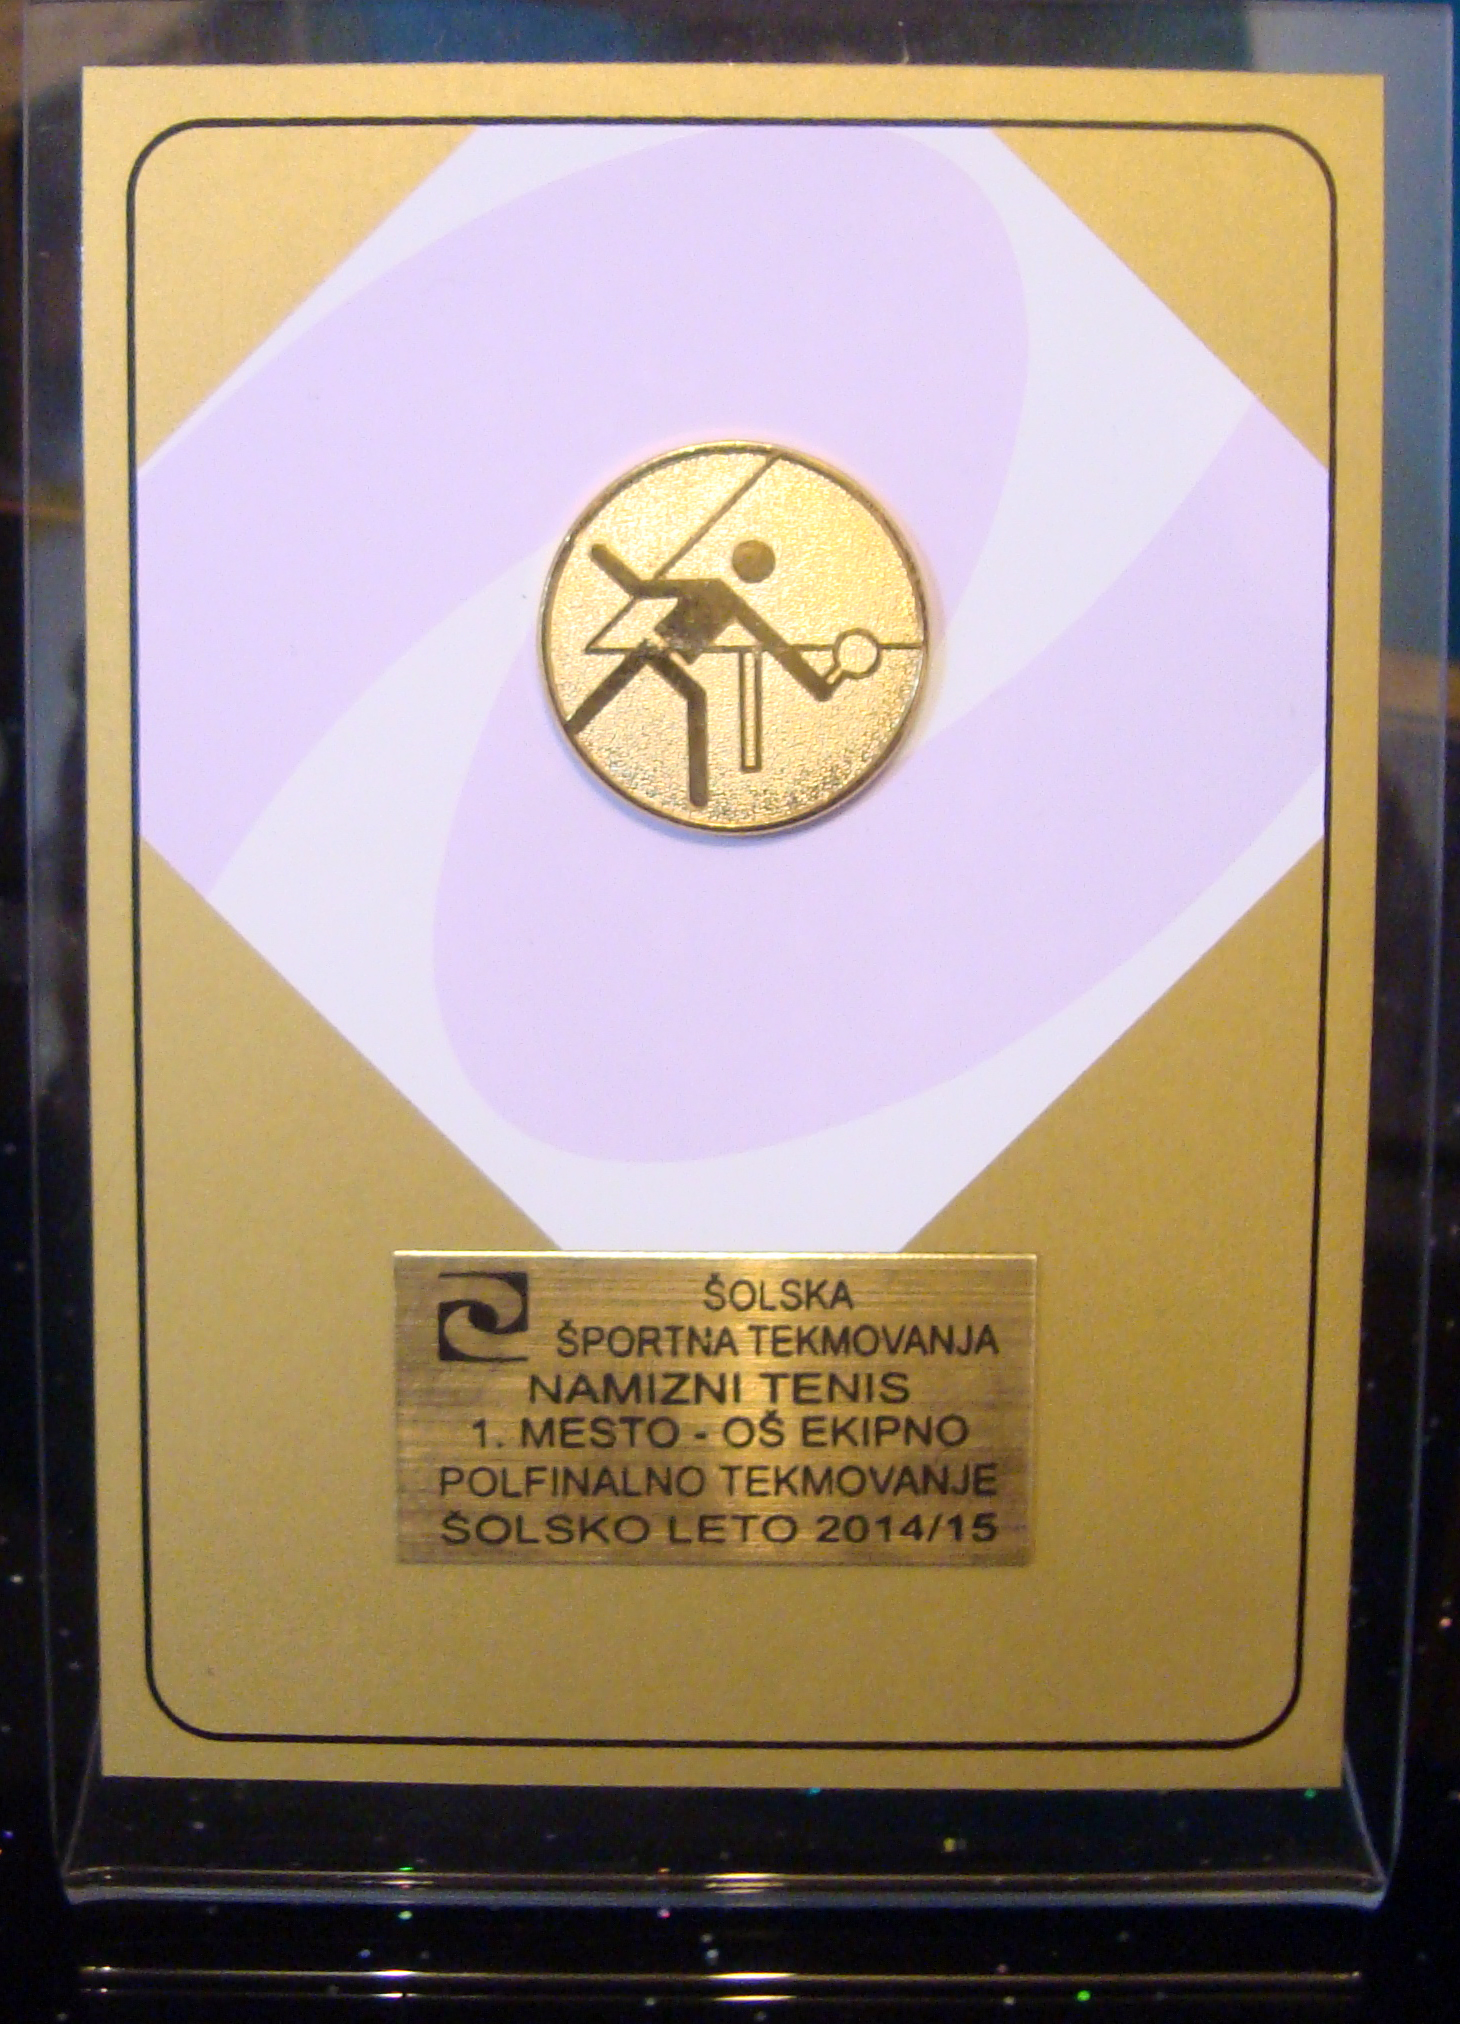 ŠOLSKA
ŠPORTNA TEKMOVANJA
NAMIZNI TENIS
1. MESTO - OŠ EKIPNO
POLFINALNO TEKMOVANJE
ŠOLSKO LETO 2014/15